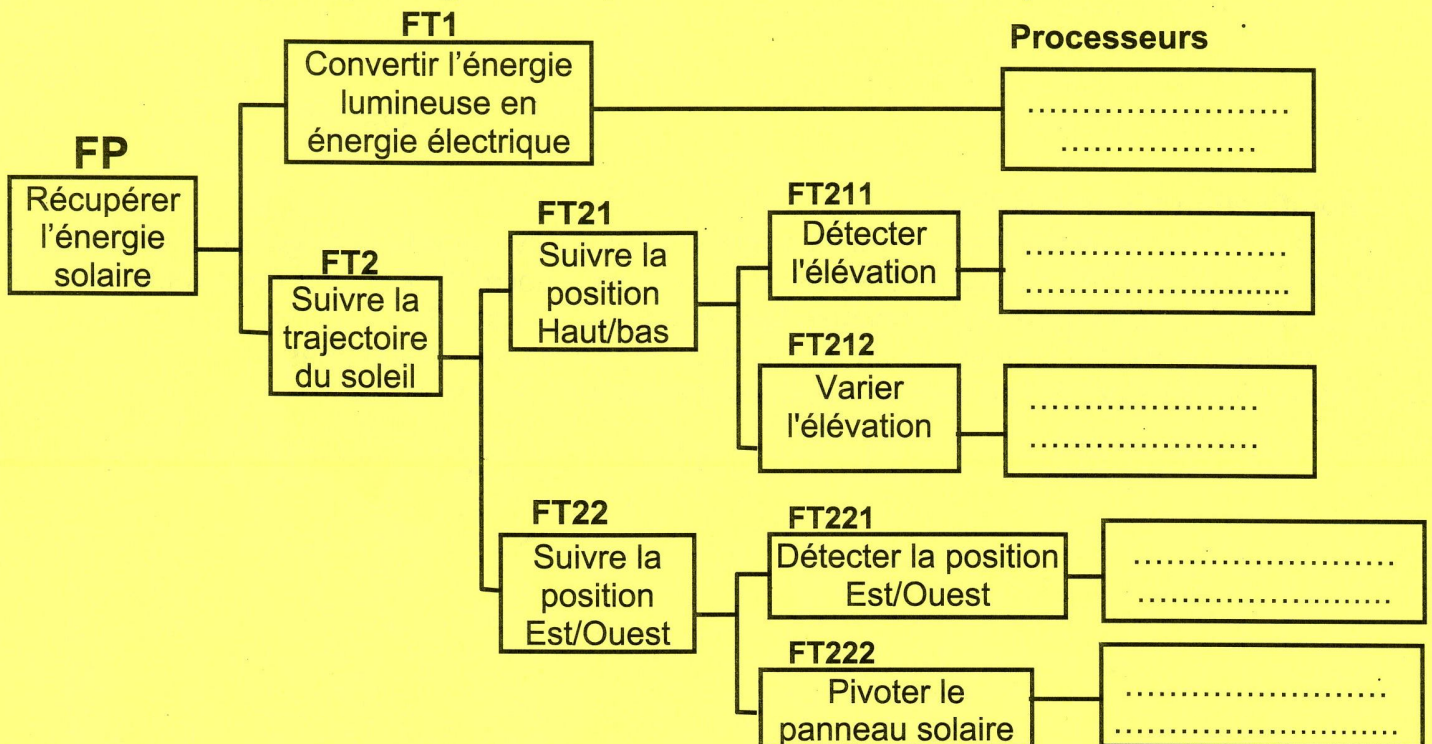 FT1
Convertir l'énergie
lumineuse en
énergie électrique
Processeurs
..........................
..................
FP
Récupérer
l'énergie
solaire
FT2
Suivre la
trajectoire
du soleil
FT21
Suivre la
position
Haut/bas
FT211
Détecter
l'élévation
..........................
..........................
FT212
Varier
l'élévation
.......................
.......................
FT22
Suivre la
position
Est/Ouest
FT221
Détecter la position
Est/Ouest
..........................
..........................
FT222
Pivoter le
panneau solaire
..........................
............................